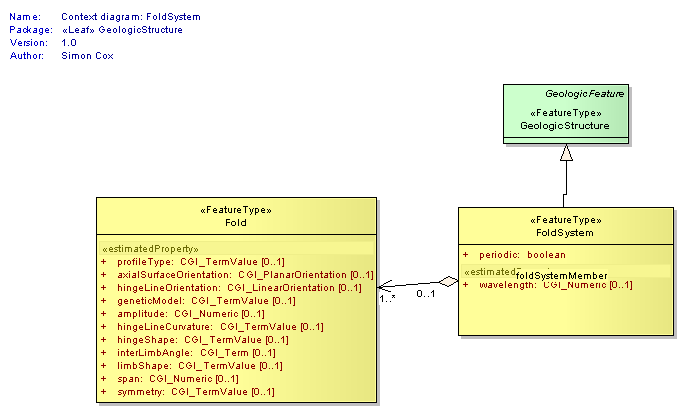 Name: Context diagram: FoldSystem
Package: «Leaf» GeologicStructure
Version: 1.0
Author: Simon Cox
GeologicFeature
«FeatureType»
GeologicStructure
«FeatureType»
Fold
«estimatedProperty»
+ profileType: CGI_TermValue [0..1]
+ axialSurfaceOrientation: CGI_PlanarOrientation [0..1]
+ hingeLineOrientation: CGI_LinearOrientation [0..1]
+ geneticModel: CGI_TermValue [0..1]
+ amplitude: CGI_Numeric [0..1]
+ hingeLineCurvature: CGI_TermValue [0..1]
+ hingeShape: CGI_TermValue [0..1]
+ interLimbAngle: CGI_Term [0..1]
+ limbShape: CGI_TermValue [0..1]
+ span: CGI_Numeric [0..1]
+ symmetry: CGI_TermValue [0..1]
«FeatureType»
FoldSystem
+ periodic: boolean
foldSystemMember
+ wavelength: CGI_Numeric [0..1]
1..*
0..1